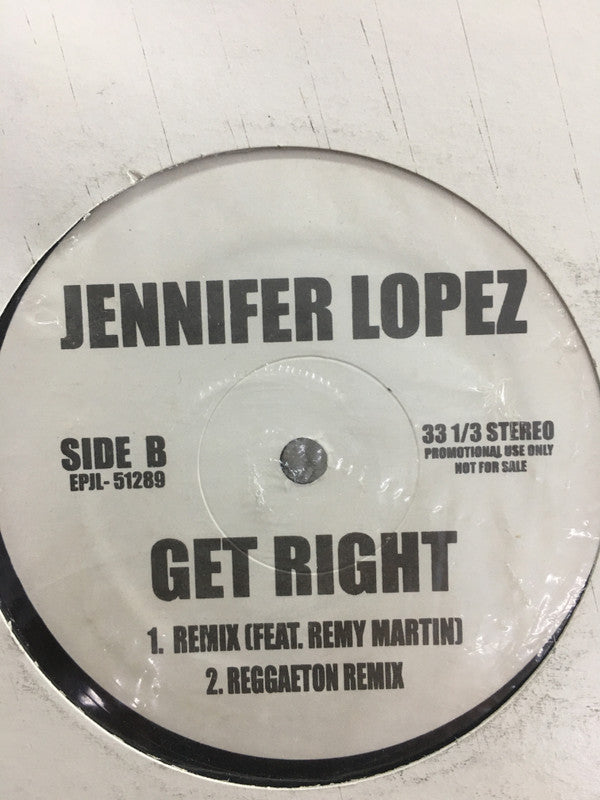 JENNIFER LOPEZ
SIDE B
EPJL- 51289
33 1/3 STEREO
PROMOTIONAL USE ONLY
NOT FOR SALE
GET RIGHT
1. REMIX (FEAT. REMY MARTIN)
2. REGGAETON REMIX